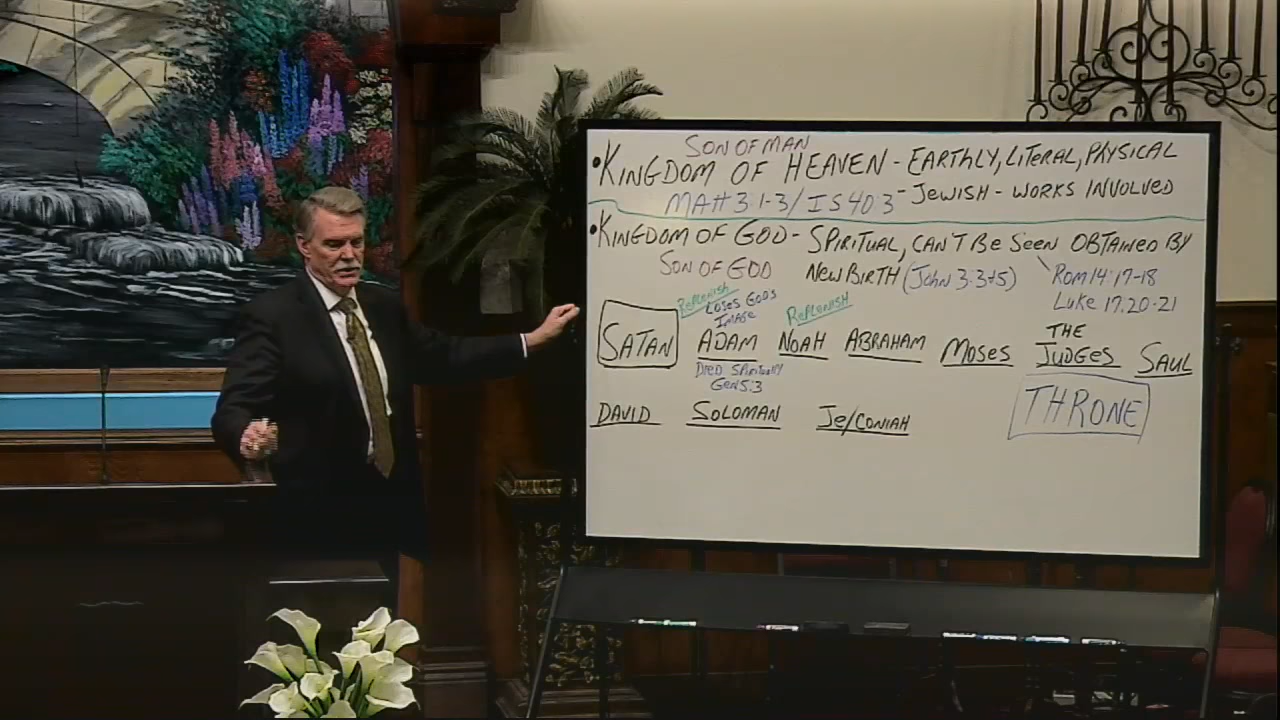 SON OF MAN
• KINGDOM OF HEAVEN - EARTHLY, LITERAL, PHYSICAL
MATT 3:1-3 / IS 40:3 - JEWISH - WORKS INVOLVED
• KINGDOM OF GOD - SPIRITUAL, CAN'T BE SEEN OBTAINED BY
SON OF GOD NEW BIRTH (John 3:3+5) Rom 14:17-18
Luke 17:20-21
REPLENISH LOSES GOD'S IMAGE REPLENISH
SATAN ADAM NOAH ABRAHAM MOSES THE JUDGES SAUL
DIED SPIRITUALLY
GEN 5:3
THRONE
DAVID SOLOMAN Je/CONIAH